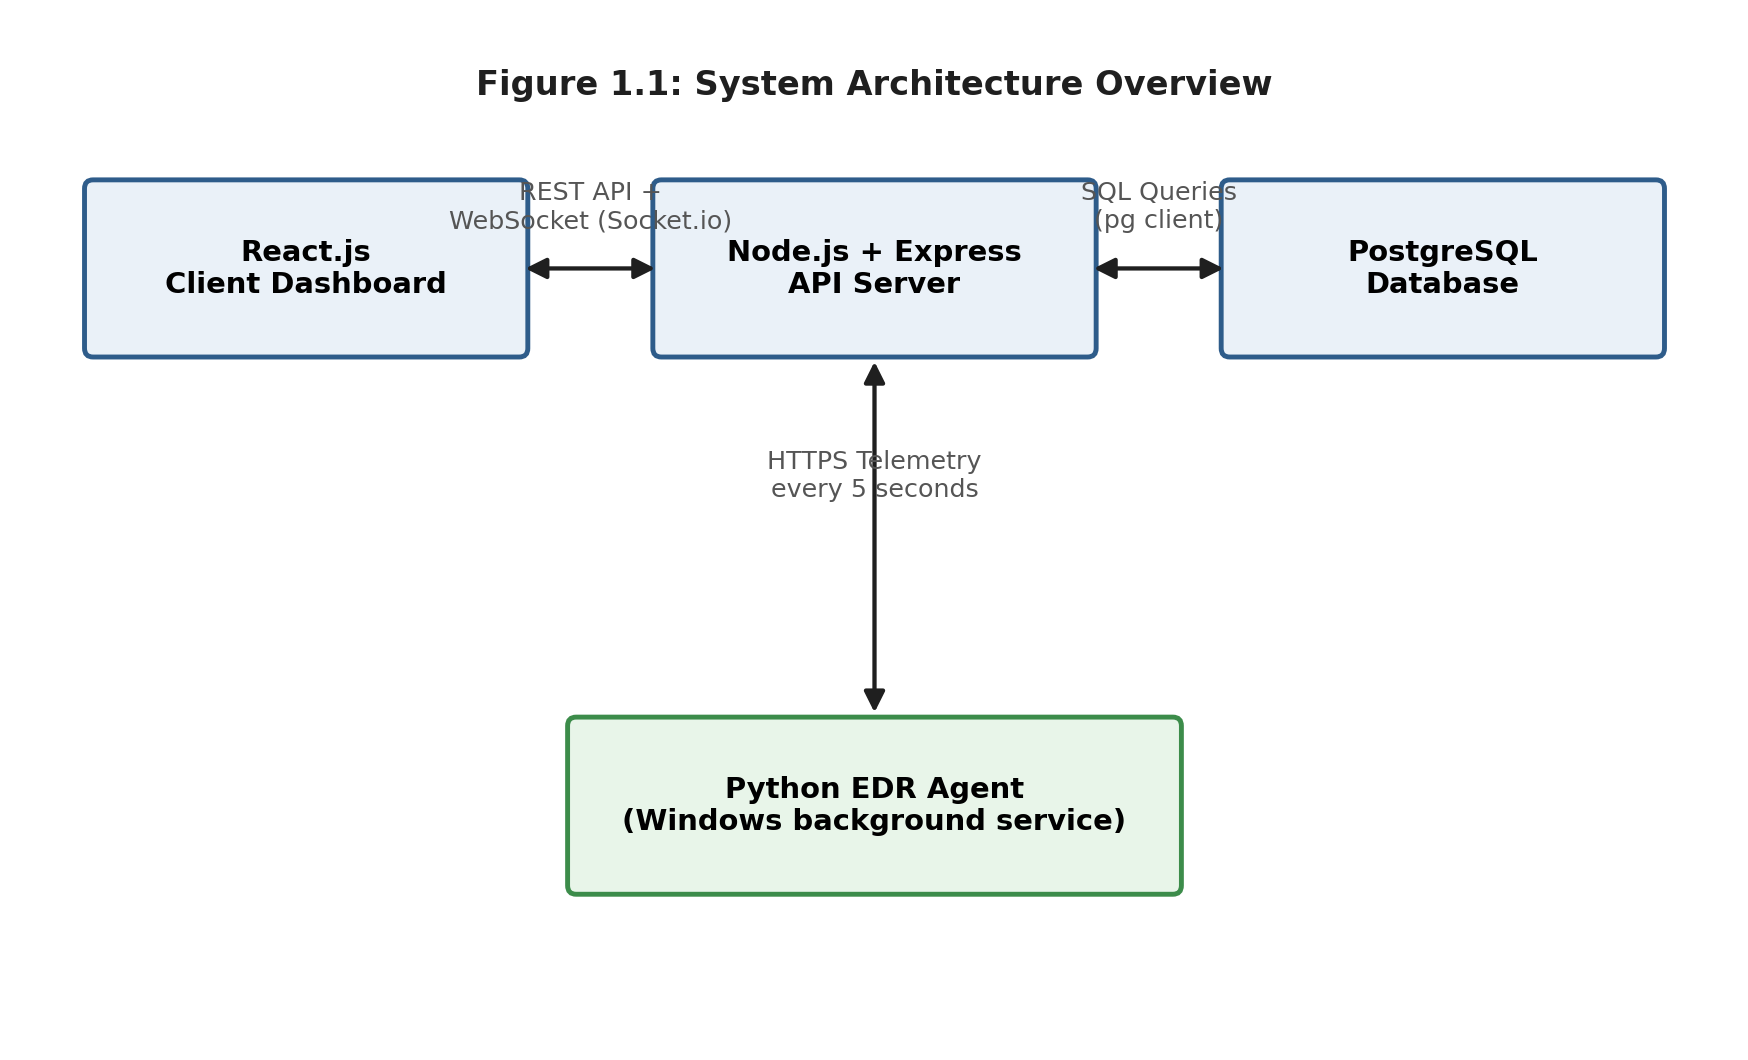 Figure 1.1: System Architecture Overview
React.js
Client Dashboard
REST API +
WebSocket (Socket.io)
Node.js + Express
API Server
SQL Queries
(pg client)
PostgreSQL
Database
HTTPS Telemetry
every 5 seconds
Python EDR Agent
(Windows background service)